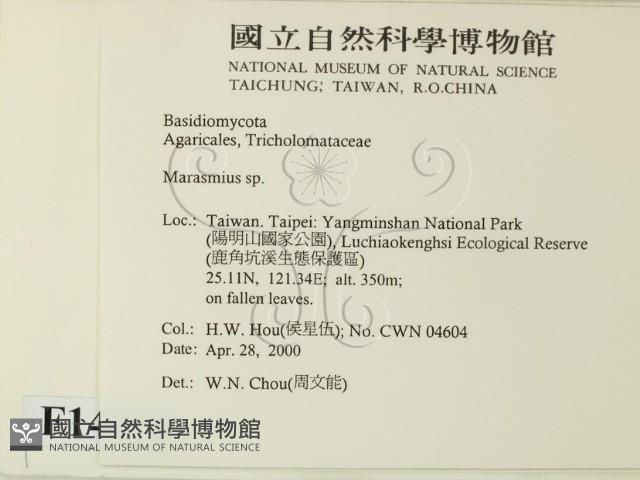 國立自然科學博物館
NATIONAL MUSEUM OF NATURAL SCIENCE
TAICHUNG, TAIWAN, R.O.CHINA
Basidiomycota
Agaricales, Tricholomataceae
Marasmius sp.
Loc.: Taiwan. Taipei: Yangminshan National Park
(陽明山國家公園), Luchiaokenghsi Ecological Reserve
(鹿角坑溪生態保護區)
25.11N, 121.34E; alt. 350m;
on fallen leaves.
Col.: H.W. Hou(侯星伍); No. CWN 04604
Date: Apr. 28, 2000
Det.: W.N. Chou(周文能)
國立自然科學博物館
NATIONAL MUSEUM OF NATURAL SCIENCE